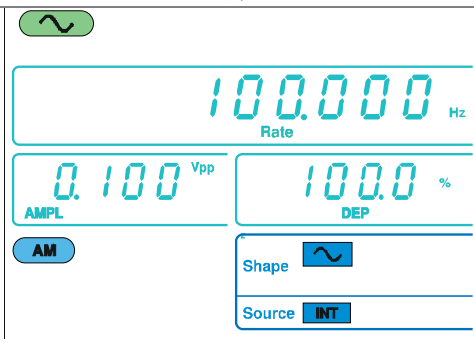 100.000 Hz
Rate
0.100 Vpp
AMPL
100.0 %
DEP
AM
Shape
Source INT